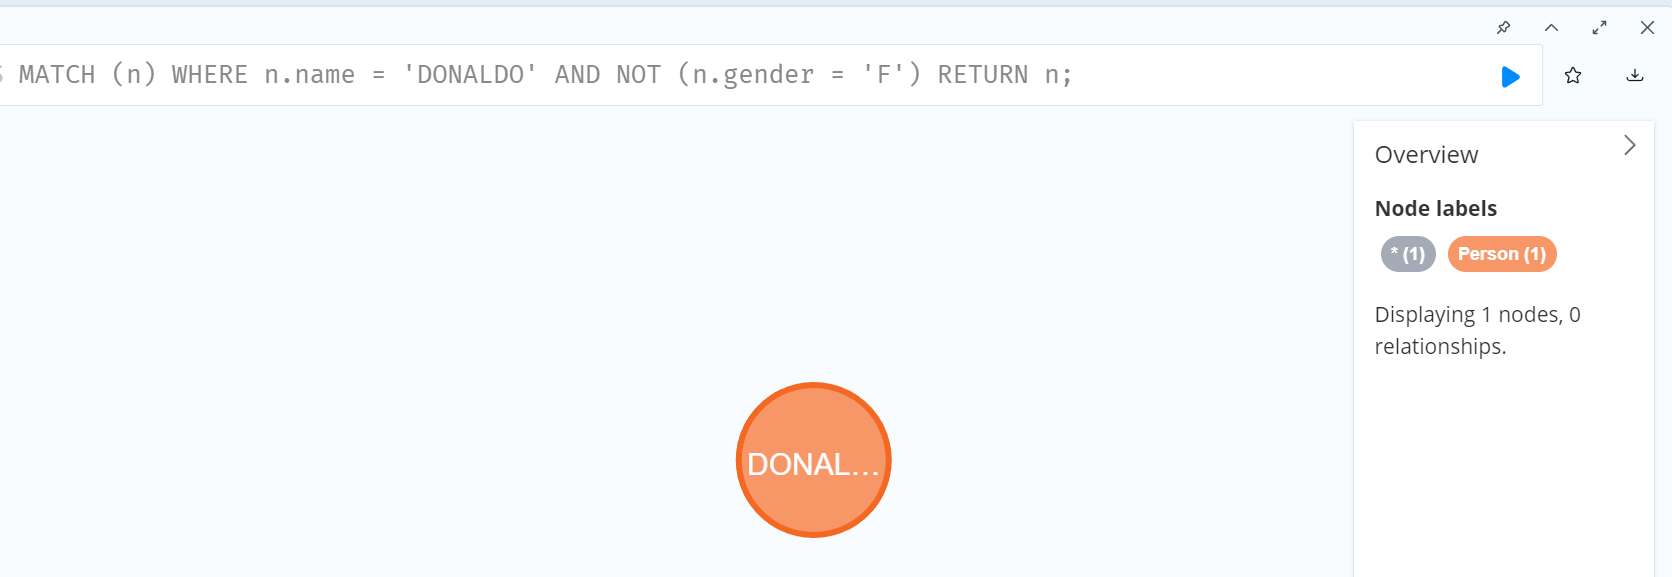 MATCH (n) WHERE n.name = 'DONALDO' AND NOT (n.gender = 'F') RETURN n;
Overview
Node labels
* (1) Person (1)
Displaying 1 nodes, 0
relationships.
DONAL...